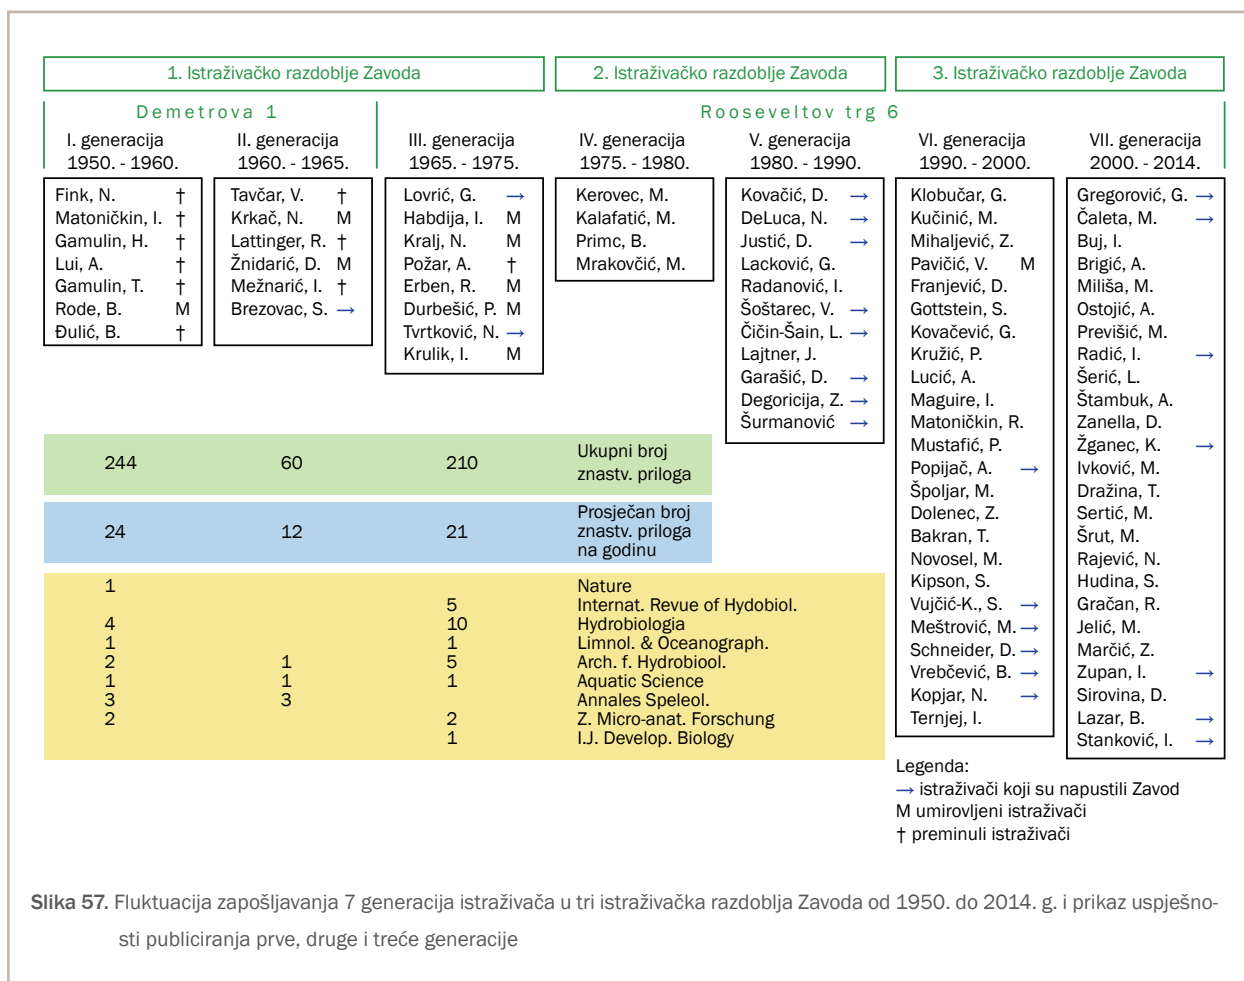 1. Istraživačko razdoblje Zavoda
2. Istraživačko razdoblje Zavoda
3. Istraživačko razdoblje Zavoda
Demetrova 1
Rooseveltov trg 6
I. generacija
1950. - 1960.
Fink, N. †
Matoničkin, I. †
Gamulin, H. †
Lui, A. †
Gamulin, T. †
Rode, B. M
Đulić, B. †
II. generacija
1960. - 1965.
Tavčar, V. †
Krkač, N. M
Lattinger, R. †
Žnidarić, D. M
Mežnarić, I. †
Brezovac, S. →
III. generacija
1965. - 1975.
Lovrić, G. →
Habdija, I. M
Kralj, N. M
Požar, A. †
Erben, R. M
Durbešić, P. M
Tvrtković, N. →
Krulik, I. M
IV. generacija
1975. - 1980.
Kerovec, M.
Kalafatić, M.
Primc, B.
Mrakovčić, M.
V. generacija
1980. - 1990.
Kovačić, D. →
DeLuca, N. →
Justić, D. →
Lacković, G.
Radanović, I.
Šoštarec, V. →
Čičin-Šain, L. →
Lajtner, J.
Garašić, D. →
Degoricija, Z. →
Šurmanović →
VI. generacija
1990. - 2000.
Klobučar, G.
Kučinić, M.
Mihaljević, Z.
Pavičić, V. M
Franjević, D.
Gottstein, S.
Kovačević, G.
Kružić, P.
Lucić, A.
Maguire, I.
Matoničkin, R.
Mustafić, P.
Popijač, A. →
Špoljar, M.
Dolenec, Z.
Bakran, T.
Novosel, M.
Kipson, S.
Vujčić-K., S. →
Meštrović, M. →
Schneider, D. →
Vrebčević, B. →
Kopjar, N. →
Ternjej, I.
VII. generacija
2000. - 2014.
Gregorović, G. →
Čaleta, M. →
Buj, I.
Brigić, A.
Miliša, M.
Ostojić, A.
Previšić, M.
Radić, I. →
Šerić, L.
Štambuk, A.
Zanella, D.
Žganec, K. →
Ivković, M.
Dražina, T.
Sertić, M.
Šrut, M.
Rajević, N.
Hudina, S.
Gračan, R.
Jelić, M.
Marčić, Z.
Zupan, I. →
Sirovina, D.
Lazar, B. →
Stanković, I. →
244 60 210 Ukupni broj
znastv. priloga
Prosječan broj
24 12 21 znastv. priloga
na godinu
1 Nature
5 Internat. Revue of Hydobiol.
4 10 Hydrobiologia
1 1 Limnol. & Oceanograph.
2 1 5 Arch. f. Hydrobiool.
1 1 1 Aquatic Science
3 3 Annales Speleol.
2 2 Z. Micro-anat. Forschung
1 I.J. Develop. Biology
Legenda:
→ istraživači koji su napustili Zavod
M umirovljeni istraživači
† preminuli istraživači
Slika 57. Fluktuacija zapošljavanja 7 generacija istraživača u tri istraživačka razdoblja Zavoda od 1950. do 2014. g. i prikaz uspješno-
sti publiciranja prve, druge i treće generacije